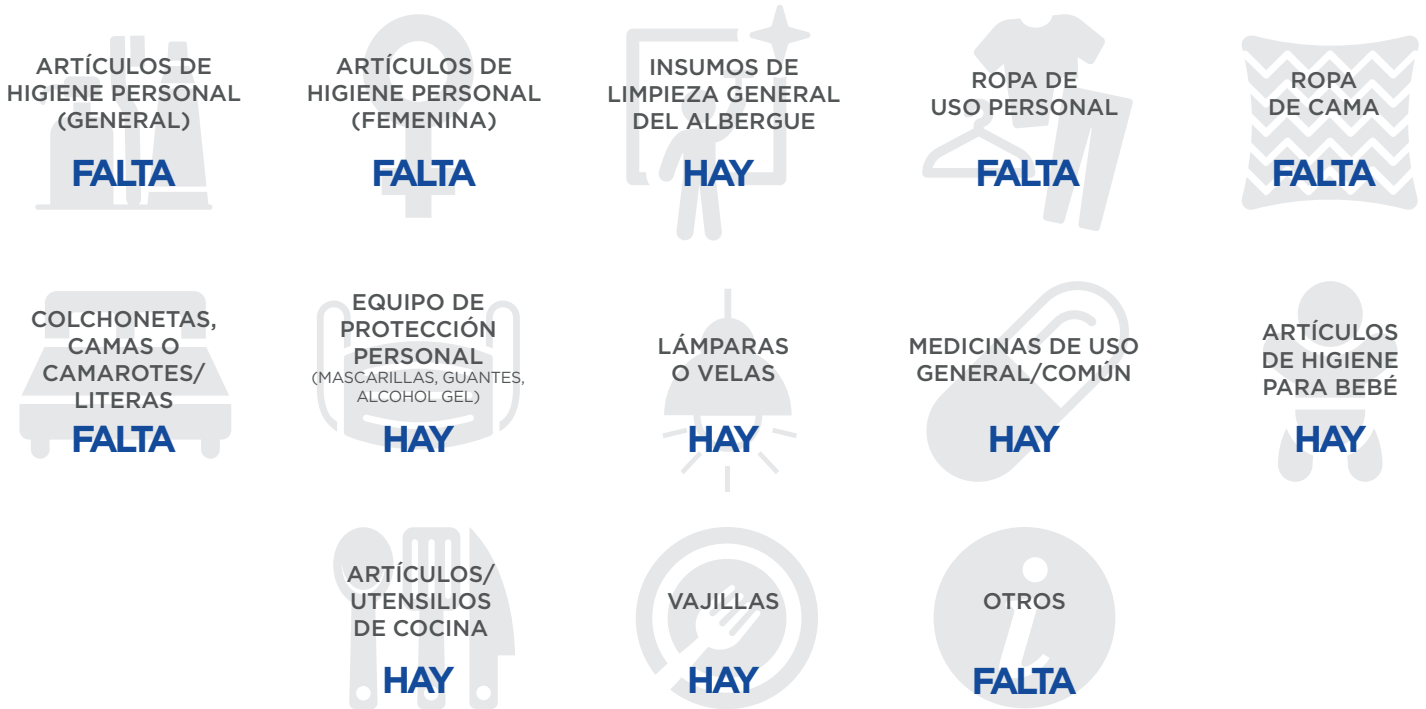 ARTÍCULOS DE
HIGIENE PERSONAL
(GENERAL)
FALTA
ARTÍCULOS DE
HIGIENE PERSONAL
(FEMENINA)
FALTA
INSUMOS DE
LIMPIEZA GENERAL
DEL ALBERGUE
HAY
ROPA DE
USO PERSONAL
FALTA
ROPA
DE CAMA
FALTA
COLCHONETAS,
CAMAS O
CAMAROTES/
LITERAS
FALTA
EQUIPO DE
PROTECCIÓN
PERSONAL
(MASCARILLAS, GUANTES,
ALCOHOL GEL)
HAY
LÁMPARAS
O VELAS
HAY
MEDICINAS DE USO
GENERAL/COMÚN
HAY
ARTÍCULOS
DE HIGIENE
PARA BEBÉ
HAY
ARTÍCULOS/
UTENSILIOS
DE COCINA
HAY
VAJILLAS
HAY
OTROS
FALTA